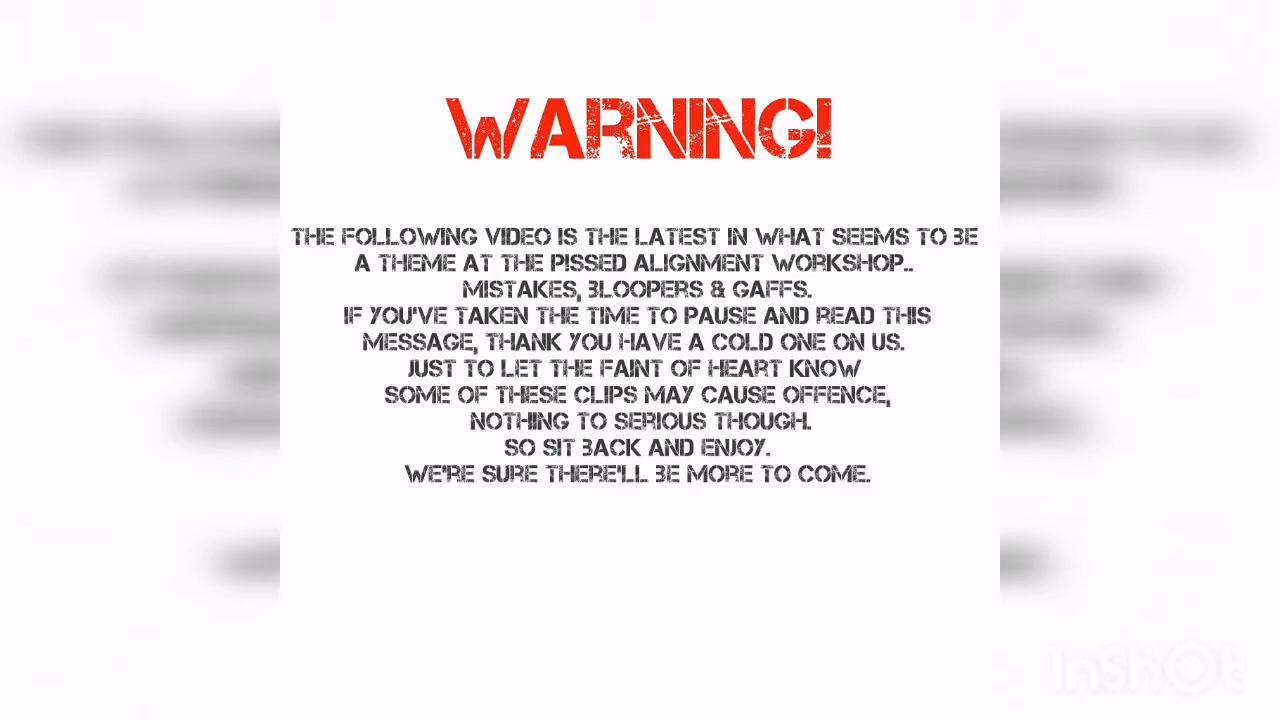 WARNING!
THE FOLLOWING VIDEO IS THE LATEST IN WHAT SEEMS TO BE
A THEME AT THE PISSED ALIGNMENT WORKSHOP..
MISTAKES, BLOOPERS & GAFFS.
IF YOU'VE TAKEN THE TIME TO PAUSE AND READ THIS
MESSAGE, THANK YOU HAVE A COLD ONE ON US.
JUST TO LET THE FAINT OF HEART KNOW
SOME OF THESE CLIPS MAY CAUSE OFFENCE,
NOTHING TO SERIOUS THOUGH.
SO SIT BACK AND ENJOY.
WE'RE SURE THERE'LL BE MORE TO COME.
InShOt